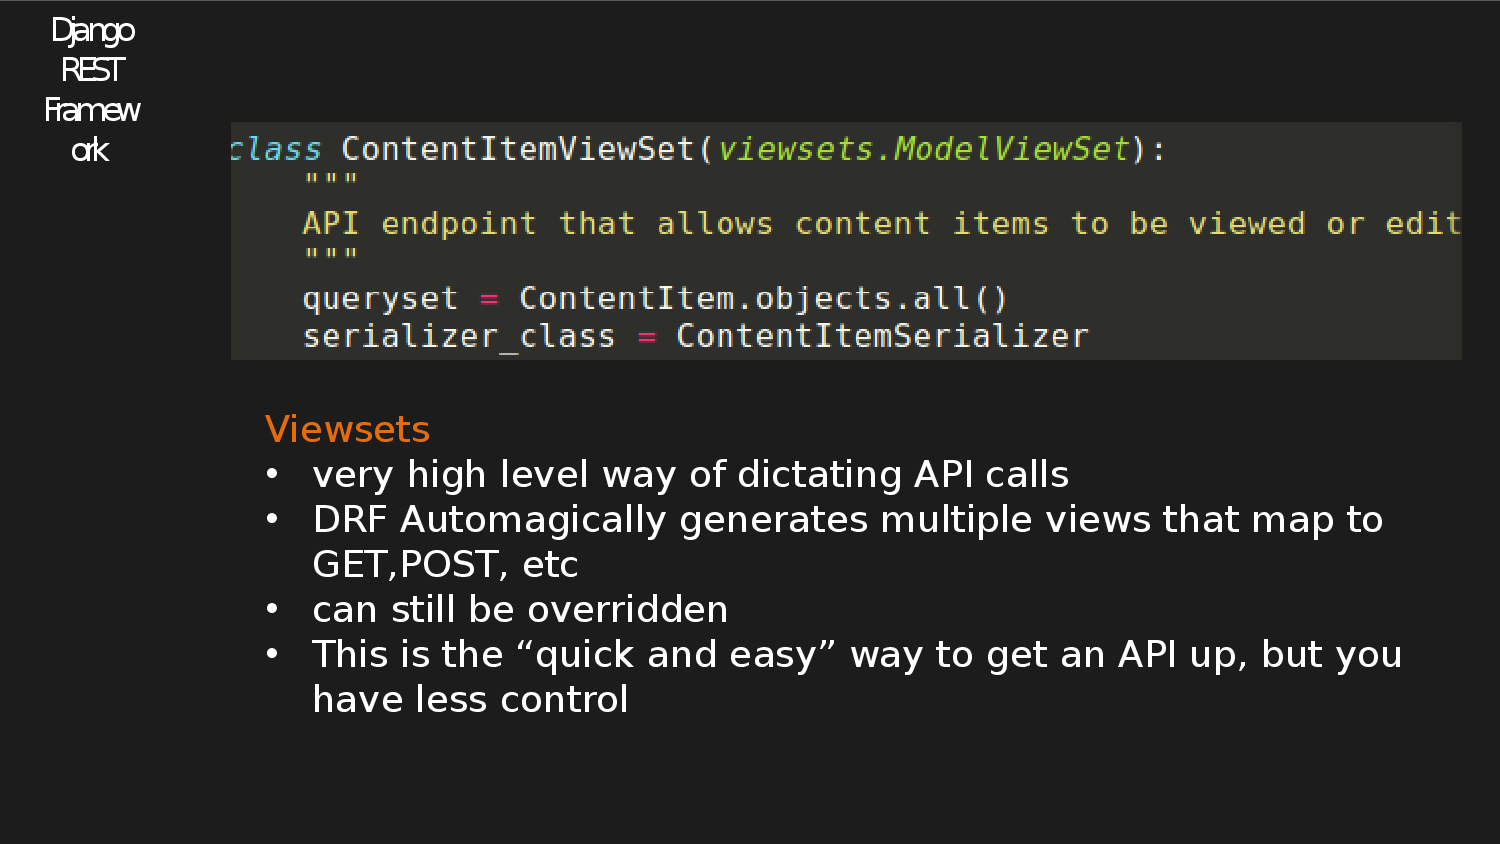 Django
REST
Framew
ork
class ContentItemViewSet(viewsets.ModelViewSet):
"""
API endpoint that allows content items to be viewed or edit
"""
queryset = ContentItem.objects.all()
serializer_class = ContentItemSerializer
Viewsets
• very high level way of dictating API calls
• DRF Automagically generates multiple views that map to
GET,POST, etc
• can still be overridden
• This is the “quick and easy” way to get an API up, but you
have less control